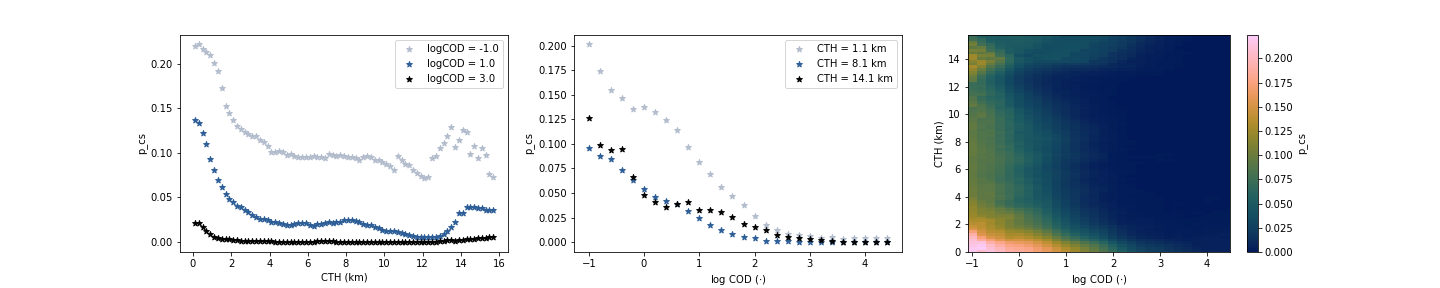 p_cs
0.20
0.15
0.10
0.05
0.00
0 2 4 6 8 10 12 14 16
CTH (km)
logCOD = -1.0
logCOD = 1.0
logCOD = 3.0
p_cs
0.200
0.175
0.150
0.125
0.100
0.075
0.050
0.025
0.000
−1 0 1 2 3 4
log COD (·)
CTH = 1.1 km
CTH = 8.1 km
CTH = 14.1 km
CTH (km)
14
12
10
8
6
4
2
0
−1 0 1 2 3 4
log COD (·)
0.200
0.175
0.150
0.125
0.100
0.075
0.050
0.025
0.000
p_cs